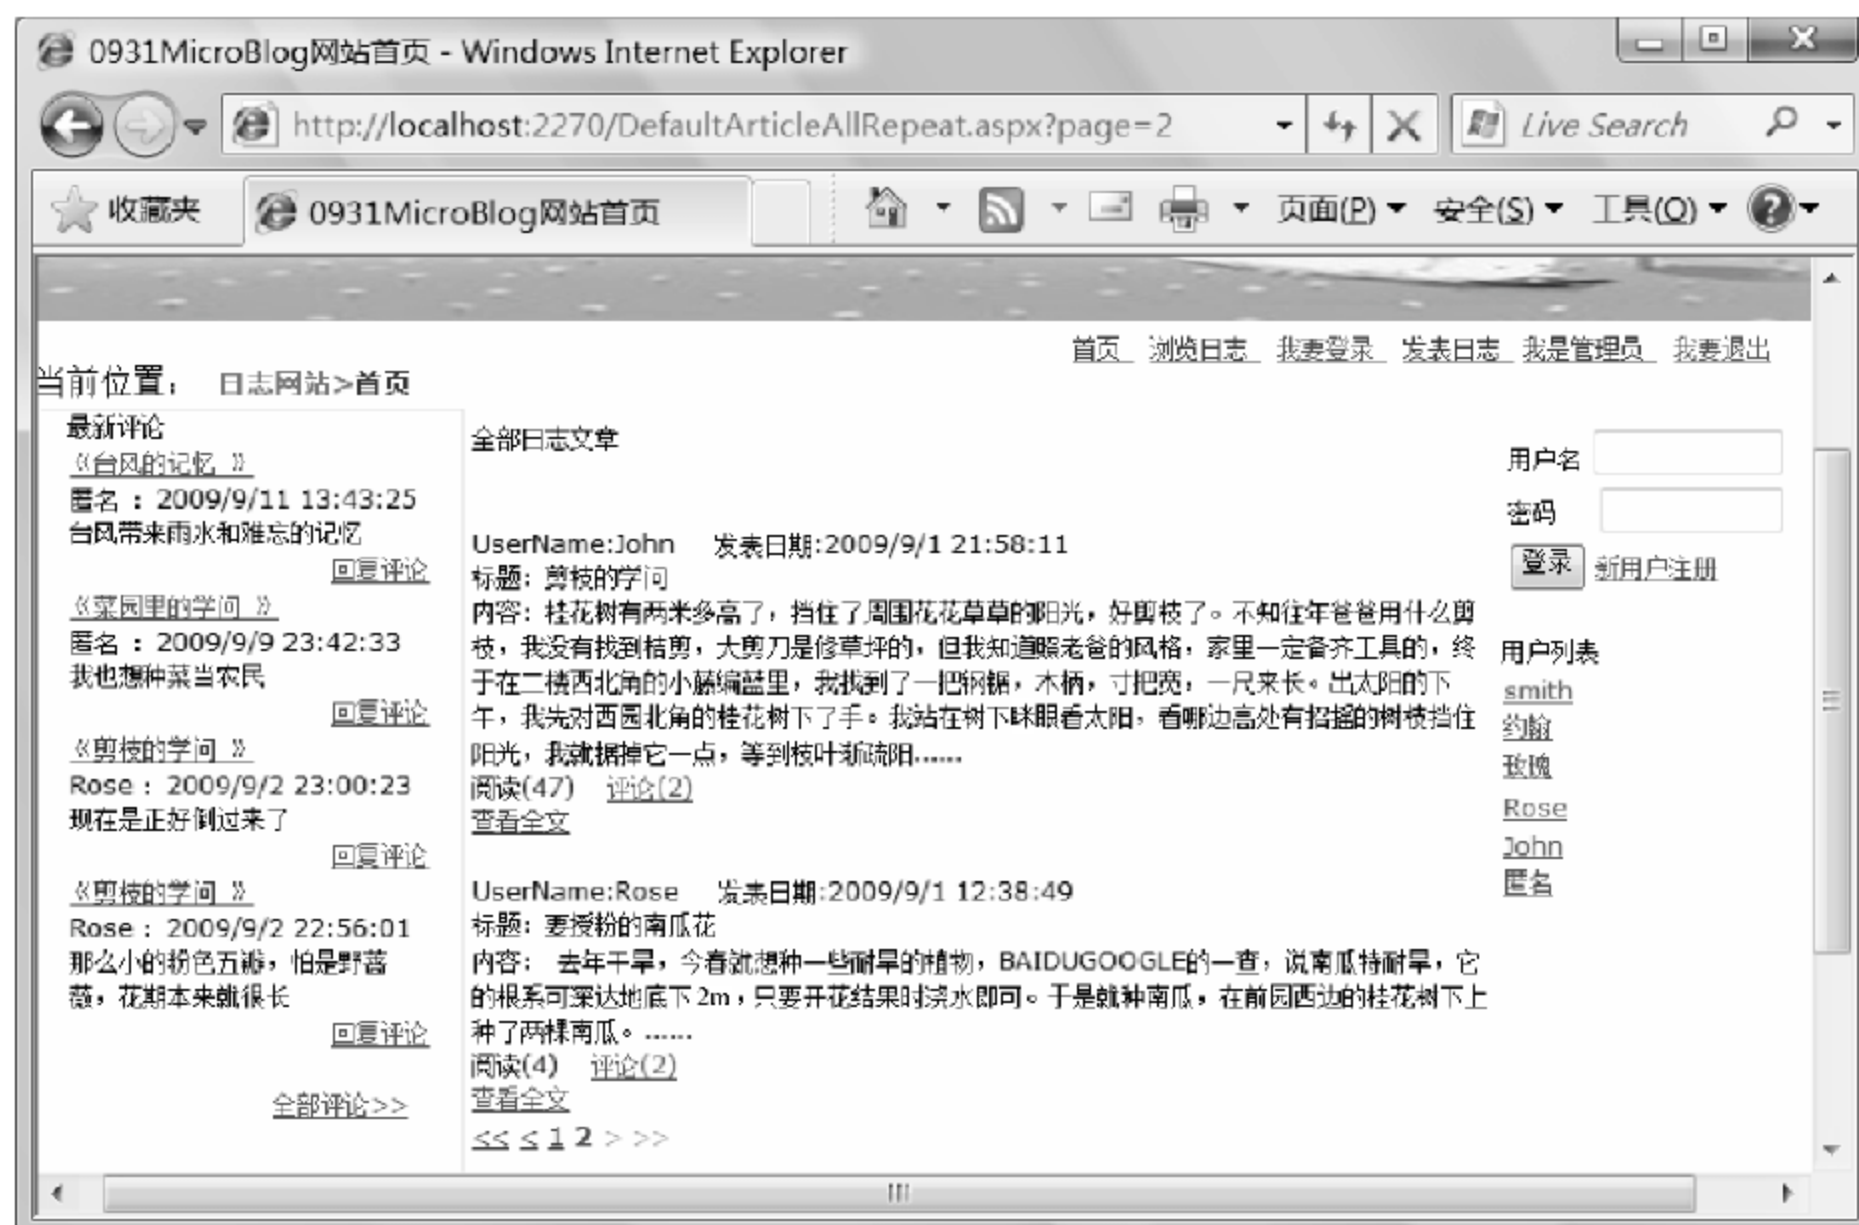 0931MicroBlog网站首页 - Windows Internet Explorer
http://localhost:2270/DefaultArticleAllRepeat.aspx?page=2
Live Search
收藏夹
0931MicroBlog网站首页
页面(P)
安全(S)
工具(O)
首页 浏览日志 我要登录 发表日志 我是管理员 我要退出
当前位置： 日志网站>首页
最新评论
《台风的记忆 》
匿名 : 2009/9/11 13:43:25
台风带来雨水和难忘的记忆
回复评论
《菜园里的学问 》
匿名 : 2009/9/9 23:42:33
我也想种菜当农民
回复评论
《剪枝的学问 》
Rose : 2009/9/2 23:00:23
现在是正好倒过来了
回复评论
《剪枝的学问 》
Rose : 2009/9/2 22:56:01
那么小的粉色五瓣，怕是野蔷
薇，花期本来就很长
回复评论
全部评论>>
全部日志文章
UserName:John 发表日期:2009/9/1 21:58:11
标题：剪枝的学问
内容：桂花树有两米多高了，挡住了周围花花草草的阳光，好剪枝了。不知往年爸爸用什么剪
枝，我没有找到枯剪，大剪刀是修草坪的，但我知道照老爸的风格，家里一定备齐工具的，终
于在二楼西北角的小藤编篮里，我找到了一把钢锯，木柄，寸把宽，一尺来长。出太阳的下
午，我先对西园北角的桂花树下了手。我站在树下眯眼看太阳，看哪边高处有招摇的树枝挡住
阳光，我就据掉它一点，等到枝叶渐疏阳……
阅读(47) 评论(2)
查看全文
UserName:Rose 发表日期:2009/9/1 12:38:49
标题：要授粉的南瓜花
内容： 去年干旱，今春就想种一些耐旱的植物，BAIDUGOOGLE的一查，说南瓜特耐旱，它
的根系可深达地底下2m，只要开花结果时浇水即可。于是就种南瓜，在前园西边的桂花树下上
种了两棵南瓜。……
阅读(4) 评论(2)
查看全文
<< < 1 2 > >>
用户名
密码
登录 新用户注册
用户列表
smith
约翰
玫瑰
Rose
John
匿名